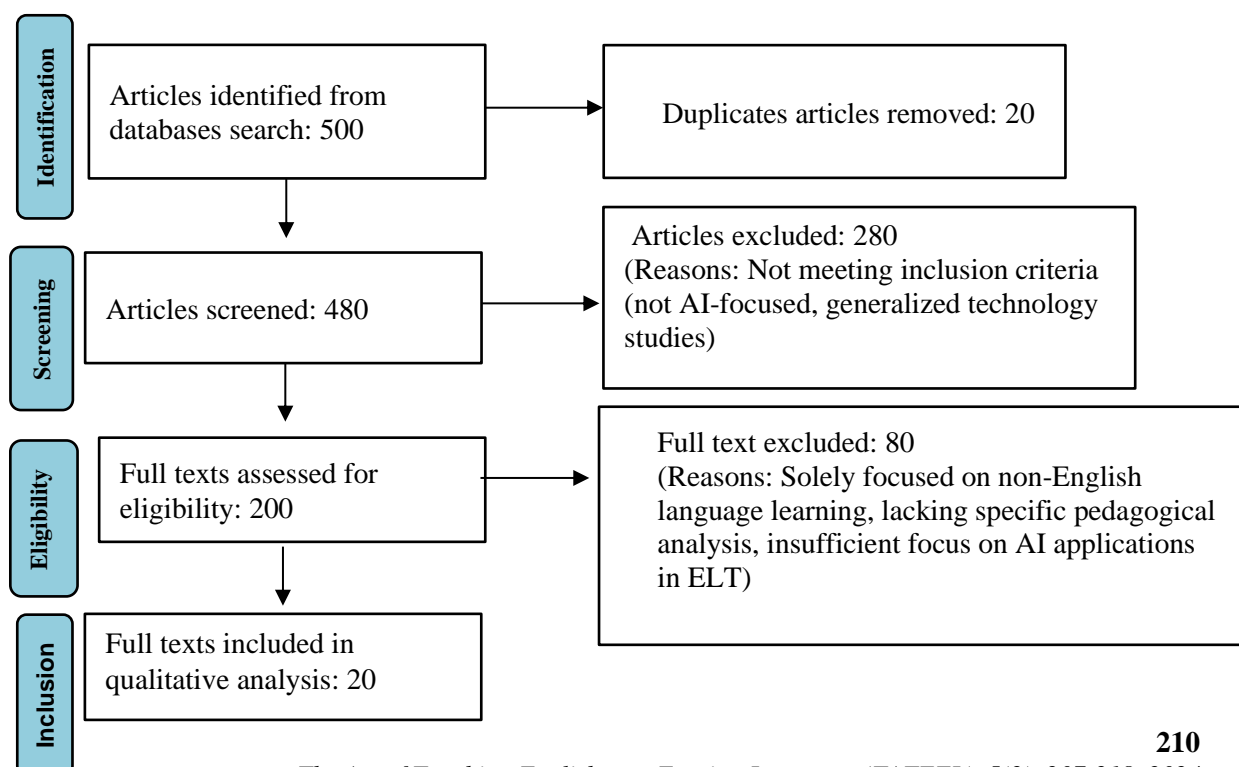 Identification
Articles identified from
databases search: 500
Duplicates articles removed: 20
Screening
Articles screened: 480
Articles excluded: 280
(Reasons: Not meeting inclusion criteria
(not AI-focused, generalized technology
studies)
Eligibility
Full texts assessed for
eligibility: 200
Full text excluded: 80
(Reasons: Solely focused on non-English
language learning, lacking specific pedagogical
analysis, insufficient focus on AI applications
in ELT)
Inclusion
Full texts included in
qualitative analysis: 20
210